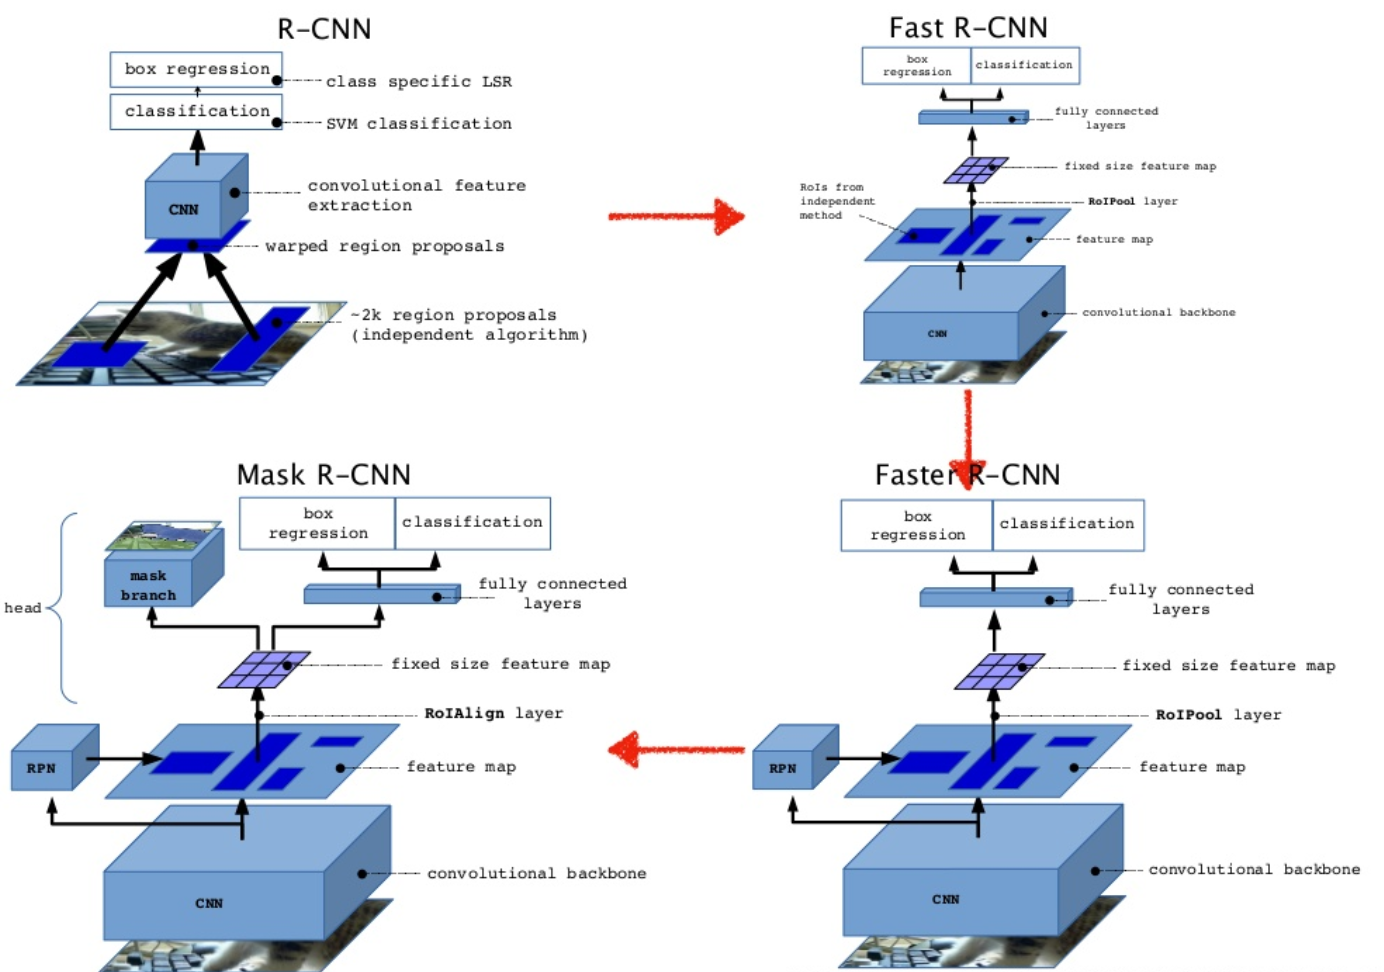 R-CNN
box regression
class specific LSR
classification
SVM classification
convolutional feature
extraction
CNN
warped region proposals
~2k region proposals
(independent algorithm)
Fast R-CNN
box
regression
classification
fully connected
layers
fixed size feature map
RoIs from
independent
method
RoIPool layer
feature map
convolutional backbone
CNN
Mask R-CNN
box
regression
classification
mask
branch
fully connected
layers
head
fixed size feature map
RoIAlign layer
RPN
feature map
convolutional backbone
CNN
Faster R-CNN
box
regression
classification
fully connected
layers
fixed size feature map
RoIPool layer
RPN
feature map
convolutional backbone
CNN